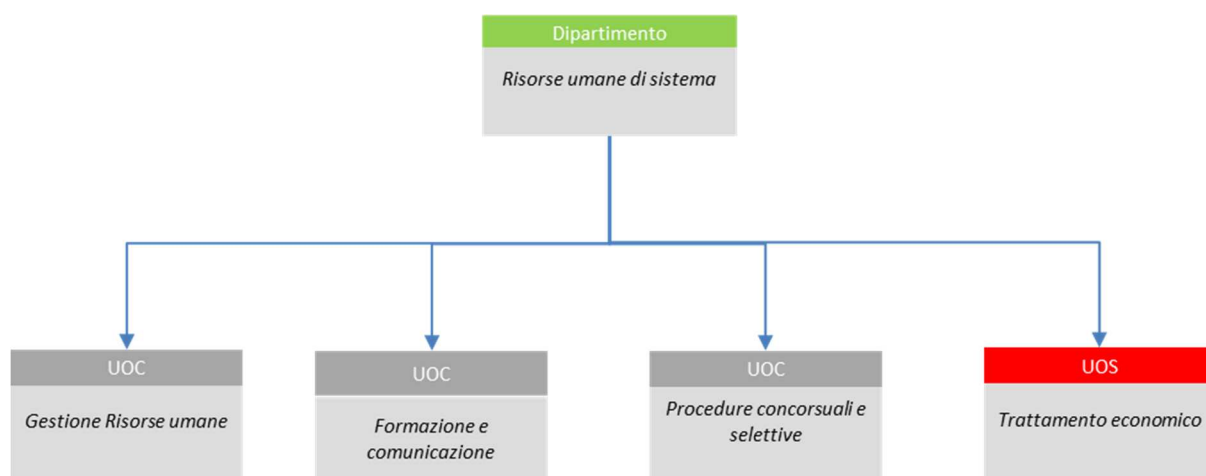 Dipartimento
Risorse umane di sistema
UOC
Gestione Risorse umane
UOC
Formazione e
comunicazione
UOC
Procedure concorsuali e
selettive
UOS
Trattamento economico